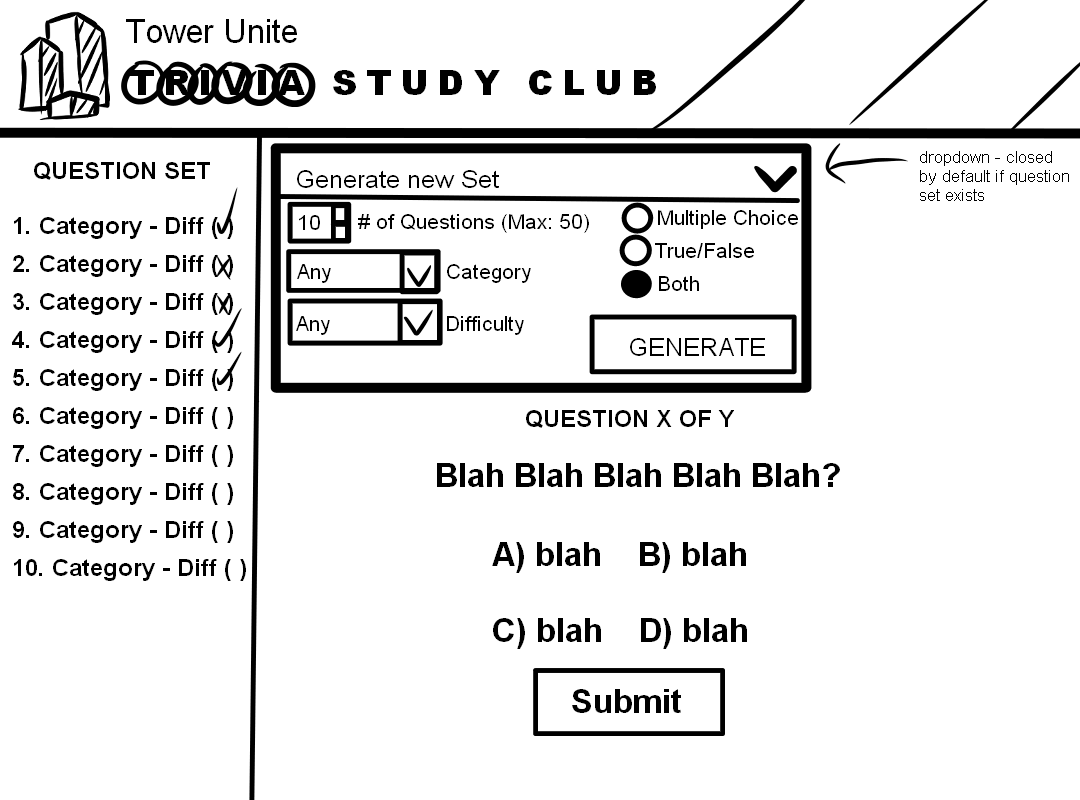 Tower Unite
TRIVIA STUDY CLUB
QUESTION SET
1. Category - Diff ( )
2. Category - Diff (x)
3. Category - Diff (x)
4. Category - Diff ( )
5. Category - Diff ( )
6. Category - Diff ( )
7. Category - Diff ( )
8. Category - Diff ( )
9. Category - Diff ( )
10. Category - Diff ( )
Generate new Set
10 # of Questions (Max: 50)
Any Category
Any Difficulty
Multiple Choice
True/False
Both
GENERATE
dropdown - closed
by default if question
set exists
QUESTION X OF Y
Blah Blah Blah Blah Blah?
A) blah B) blah
C) blah D) blah
Submit